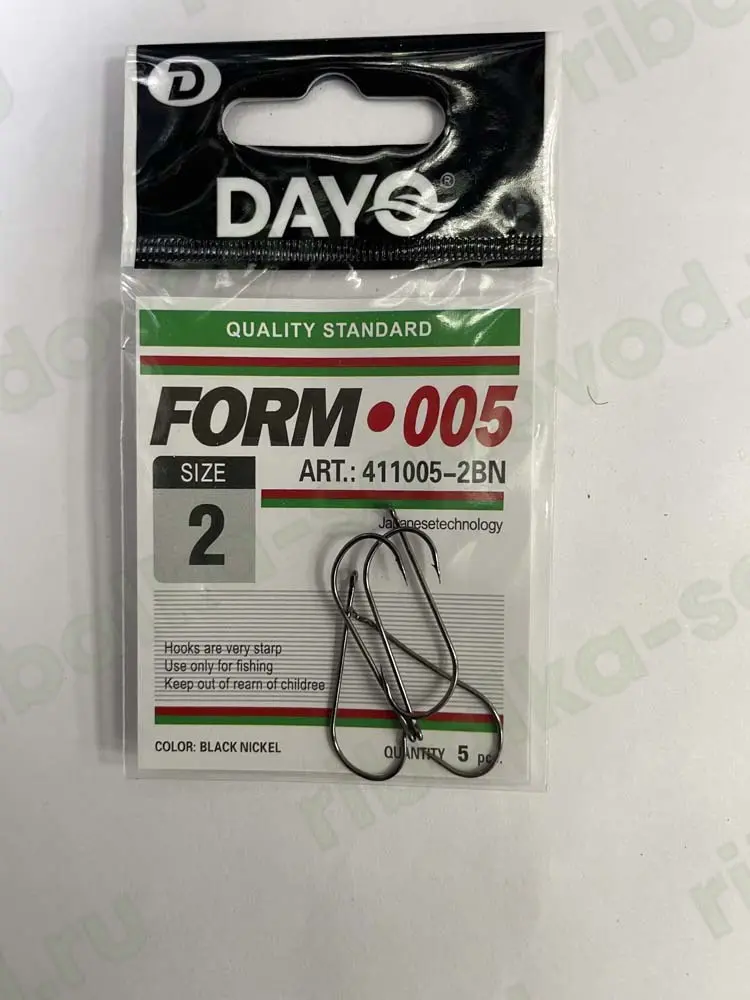 D
DAYO®
QUALITY STANDARD
FORM•005
SIZE
2
ART.: 411005-2BN
Japanesetechnology
Hooks are very starp
Use only for fishing
Keep out of rearn of childree
COLOR: BLACK NICKEL
QUANTITY 5